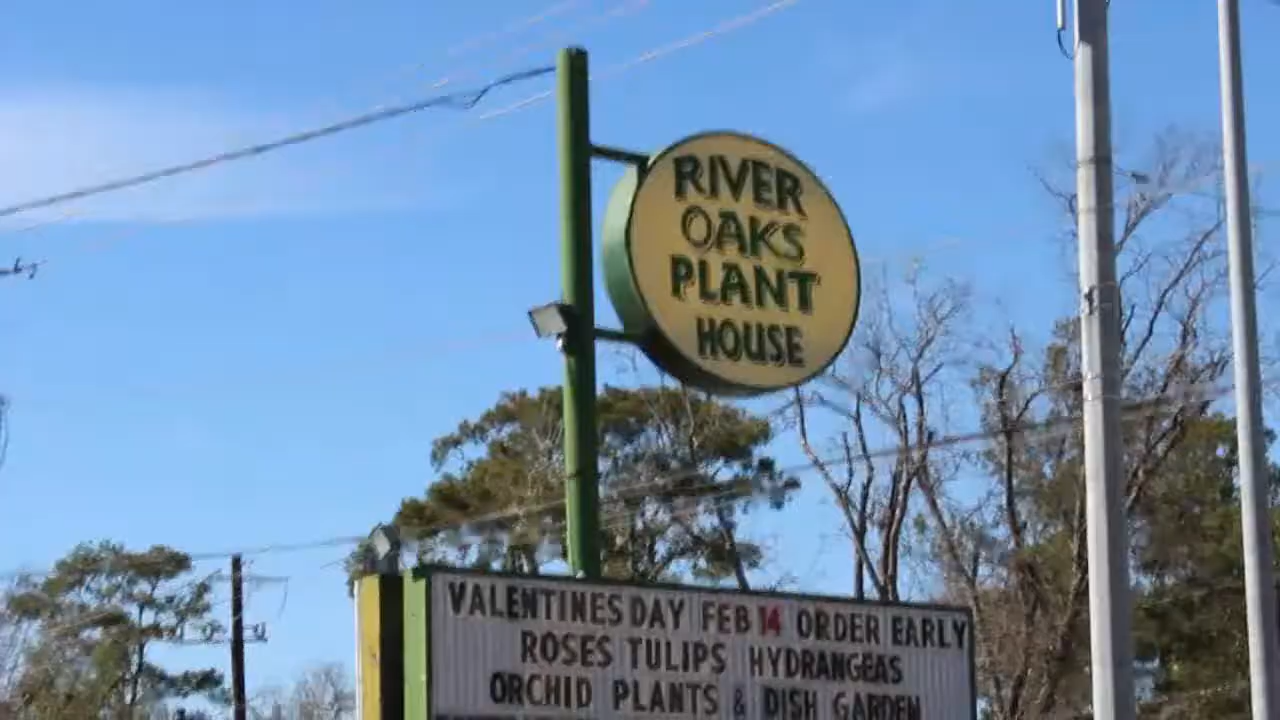 RIVER
OAKS
PLANT
HOUSE
VALENTINES DAY FEB 14 ORDER EARLY
ROSES TULIPS HYDRANGEAS
ORCHID PLANTS & DISH GARDEN